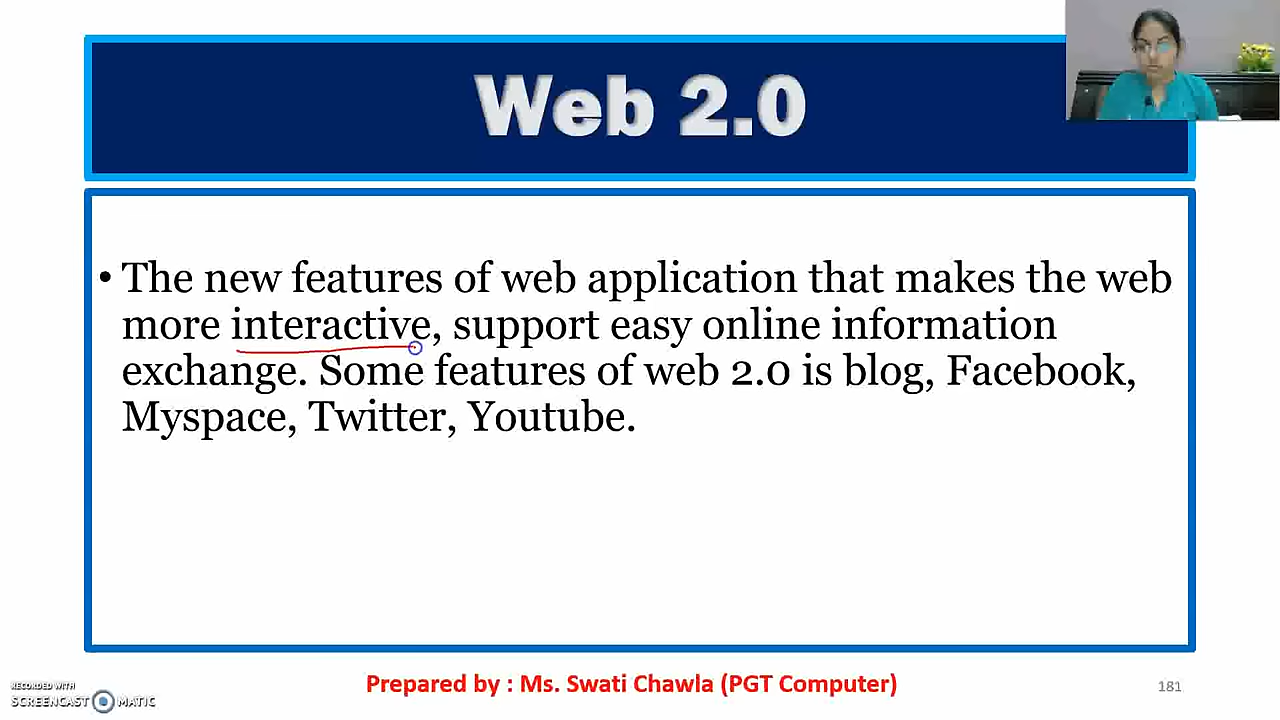 Web 2.0
• The new features of web application that makes the web
more interactive, support easy online information
exchange. Some features of web 2.0 is blog, Facebook,
Myspace, Twitter, Youtube.
Prepared by : Ms. Swati Chawla (PGT Computer)
181
RECORDED WITH
SCREENCAST MATIC